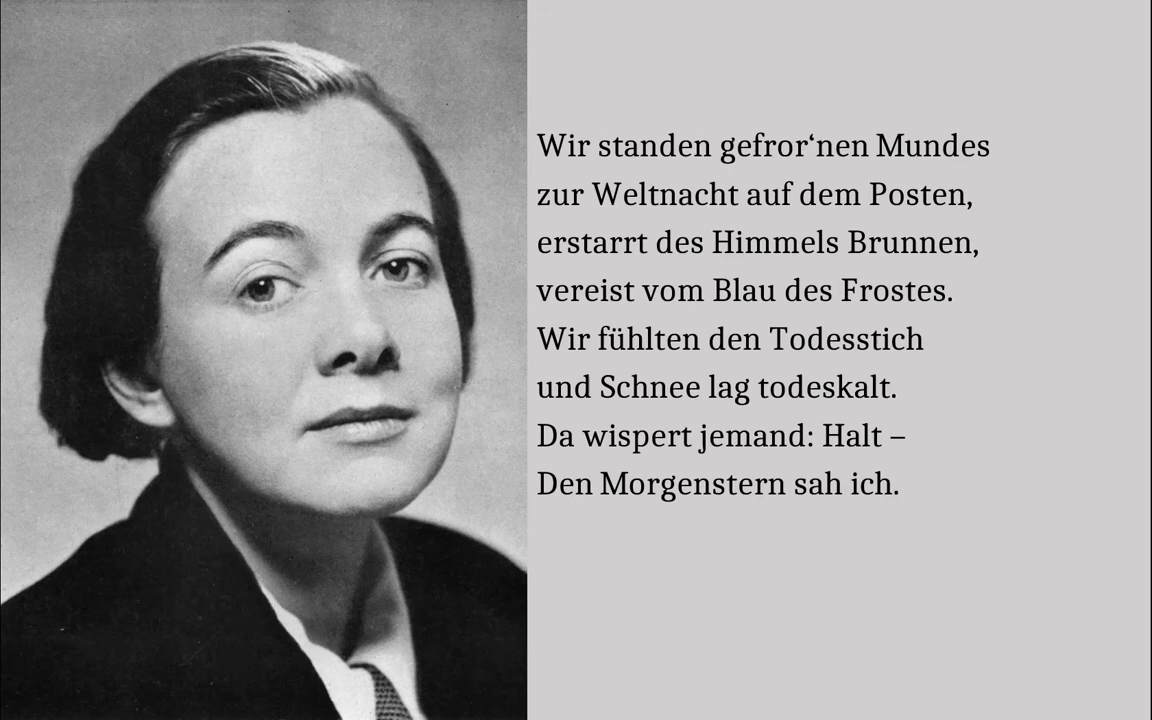 Wir standen gefror‘nen Mundes
zur Weltnacht auf dem Posten,
erstarrt des Himmels Brunnen,
vereist vom Blau des Frostes.
Wir fühlten den Todesstich
und Schnee lag todeskalt.
Da wispert jemand: Halt –
Den Morgenstern sah ich.